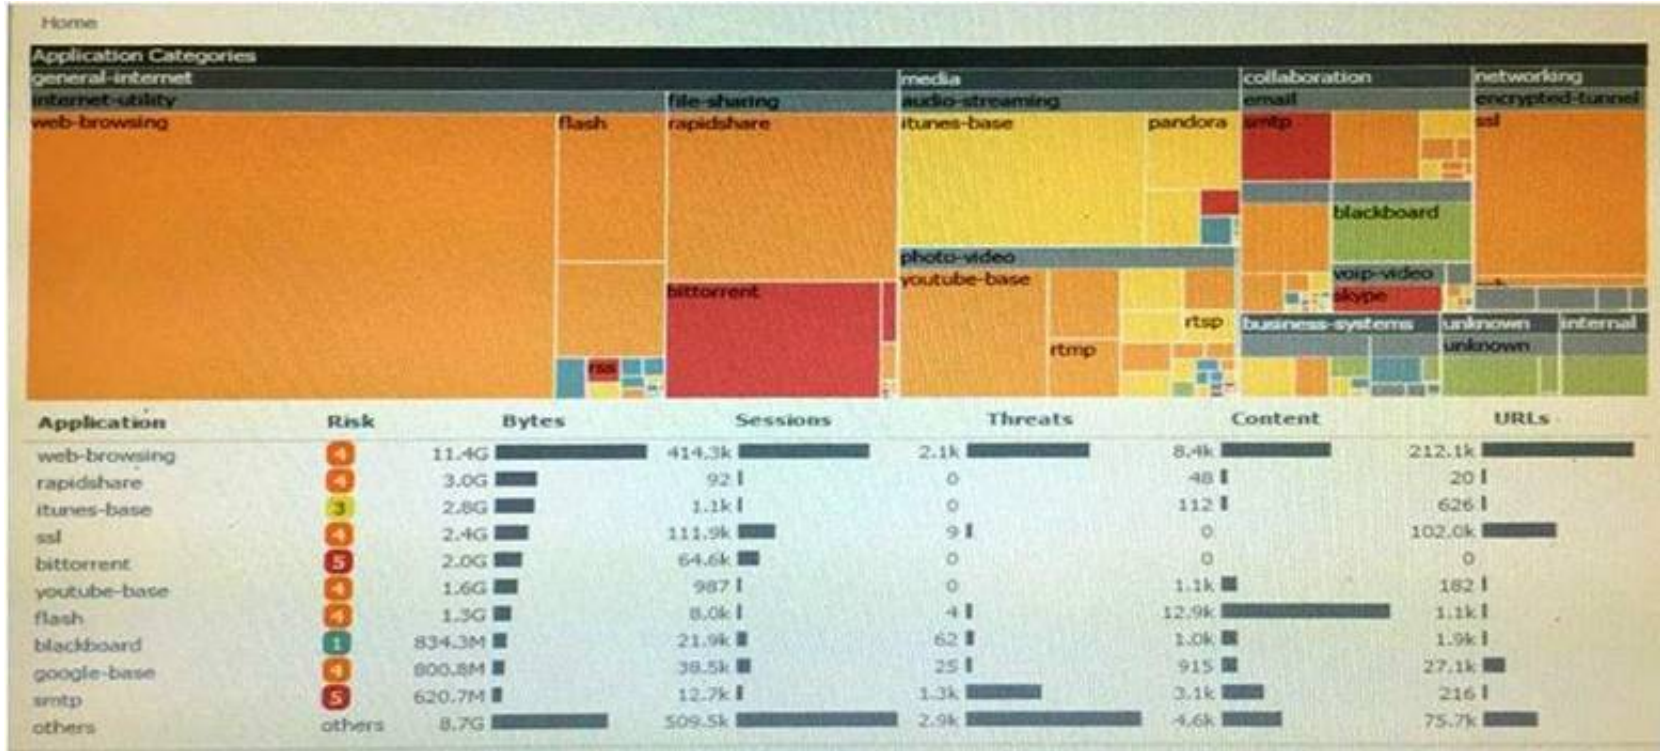 Home
Application Categories
general-internet media collaboration networking
internet-utility file-sharing audio-streaming email encrypted-tunnel
web-browsing flash rapidshare itunes-base pandora smtp ssl
blackboard
photo-video
voip-video
youtube-base
bittorrent skype
rtsp business-systems unknown internal
rtmp unknown
rss
Application Risk Bytes Sessions Threats Content URLs
web-browsing 4 11.4G 414.3k 2.1k 8.4k 212.1k
rapidshare 4 3.0G 92 0 48 20
itunes-base 3 2.8G 1.1k 0 112 626
ssl 4 2.4G 111.9k 9 0 102.0k
bittorrent 5 2.0G 64.6k 0 0 0
youtube-base 4 1.6G 987 0 1.1k 182
flash 4 1.3G 8.0k 4 12.9k 1.1k
blackboard 1 834.3M 21.9k 62 1.0k 1.9k
google-base 4 800.8M 38.5k 25 915 27.1k
smtp 5 620.7M 12.7k 1.3k 3.1k 216
others others 8.7G 509.5k 2.9k 4.6k 75.7k